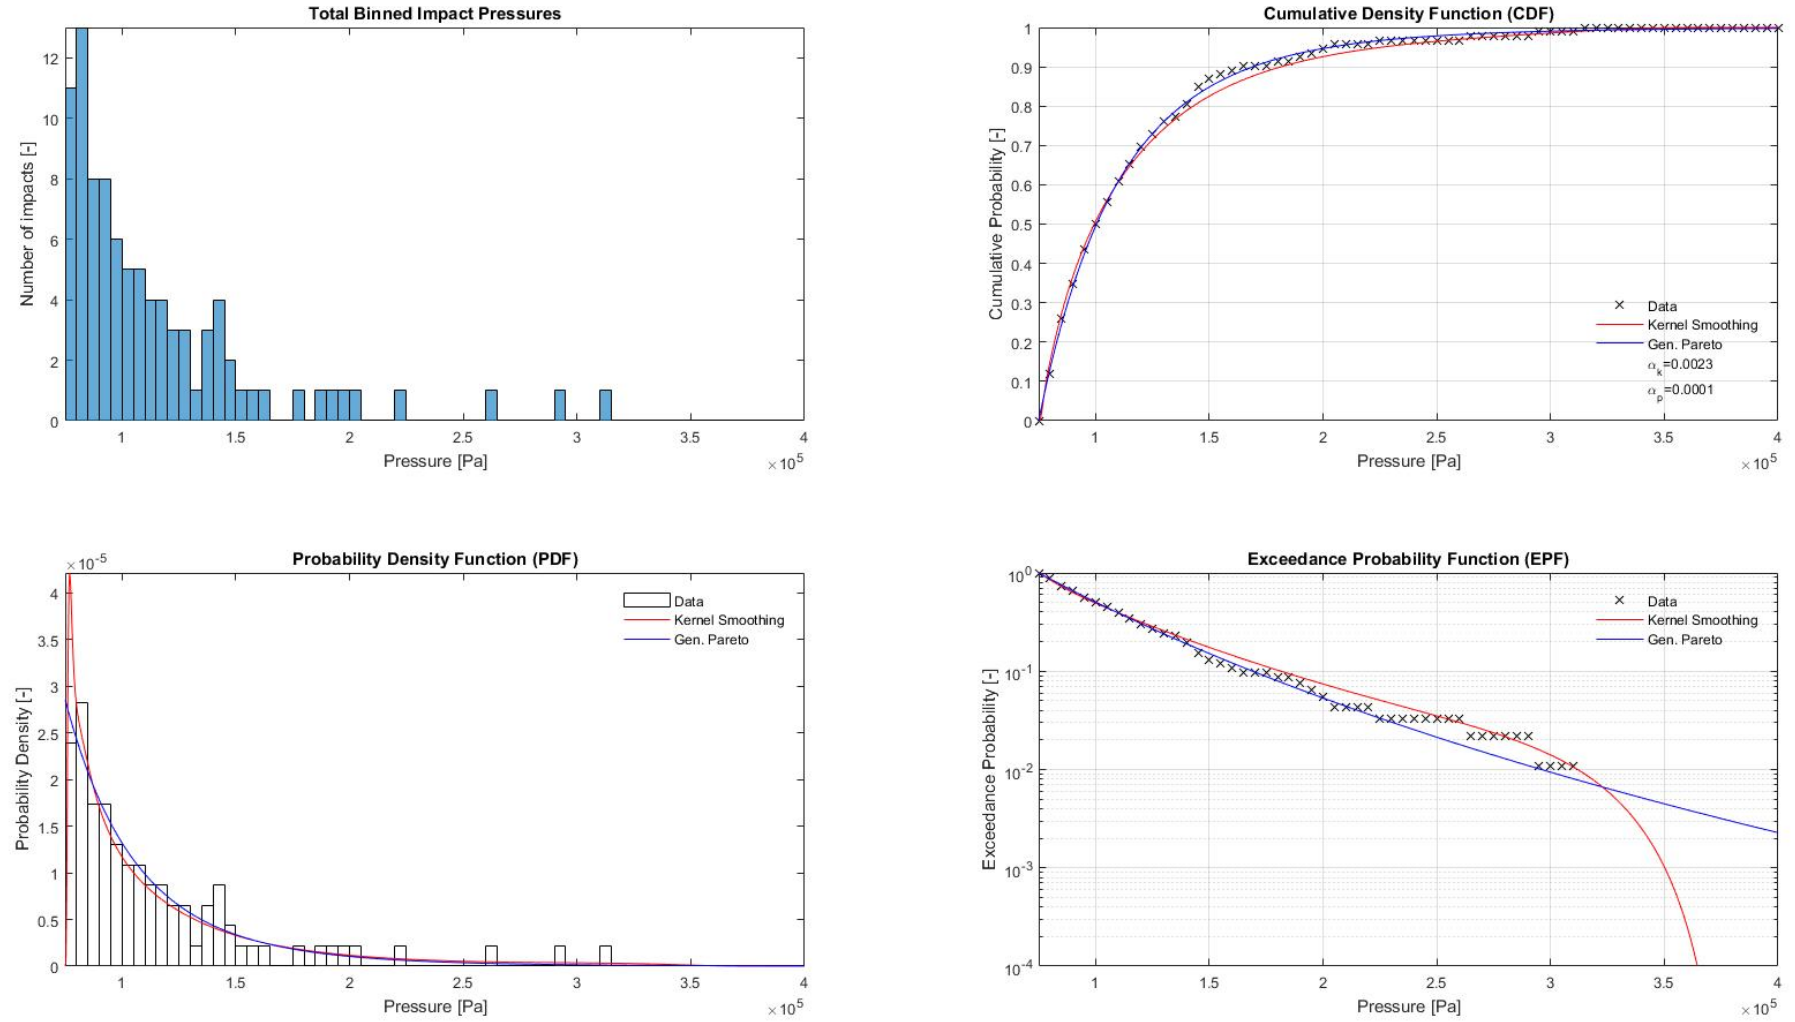 Total Binned Impact Pressures
Number of impacts [-]
12
10
8
6
4
2
0
1
1.5
2
2.5
3
3.5
4
Pressure [Pa]
×10^5
Cumulative Density Function (CDF)
Cumulative Probability [-]
1
0.9
0.8
0.7
0.6
0.5
0.4
0.3
0.2
0.1
0
Data
Kernel Smoothing
Gen. Pareto
α_k=0.0023
α_p=0.0001
1
1.5
2
2.5
3
3.5
4
Pressure [Pa]
×10^5
Probability Density Function (PDF)
×10^-5
Probability Density [-]
4
3.5
3
2.5
2
1.5
1
0.5
0
Data
Kernel Smoothing
Gen. Pareto
1
1.5
2
2.5
3
3.5
4
Pressure [Pa]
×10^5
Exceedance Probability Function (EPF)
Exceedance Probability [-]
10^0
10^-1
10^-2
10^-3
10^-4
Data
Kernel Smoothing
Gen. Pareto
1
1.5
2
2.5
3
3.5
4
Pressure [Pa]
×10^5